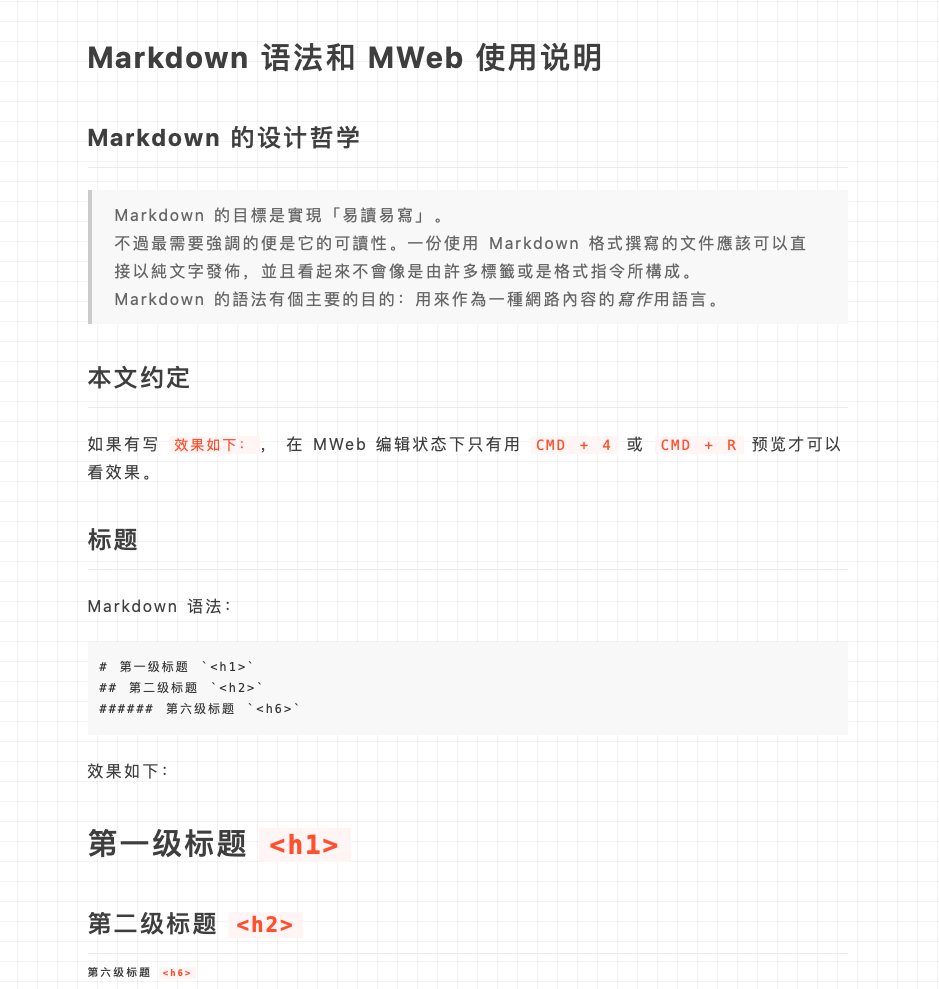 Markdown 语法和 MWeb 使用说明
Markdown 的设计哲学
Markdown 的目標是實現「易讀易寫」。
不過最需要強調的便是它的可讀性。一份使用 Markdown 格式撰寫的文件應該可以直
接以純文字發佈，並且看起來不會像是由許多標籤或是格式指令所構成。
Markdown 的語法有個主要的目的：用來作為一種網路內容的寫作用語言。
本文约定
如果有写 效果如下：， 在 MWeb 编辑状态下只有用 CMD + 4 或 CMD + R 预览才可以
看效果。
标题
Markdown 语法：
# 第一级标题 `<h1>`
## 第二级标题 `<h2>`
###### 第六级标题 `<h6>`
效果如下：
第一级标题 <h1>
第二级标题 <h2>
第六级标题 <h6>